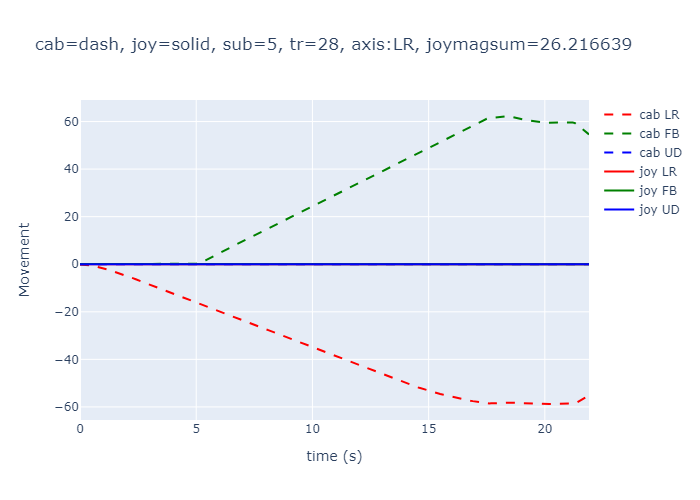 cab=dash, joy=solid, sub=5, tr=28, axis:LR, joymagsum=26.216639
60
40
20
0
−20
−40
−60
Movement
0
5
10
15
20
time (s)
cab LR
cab FB
cab UD
joy LR
joy FB
joy UD